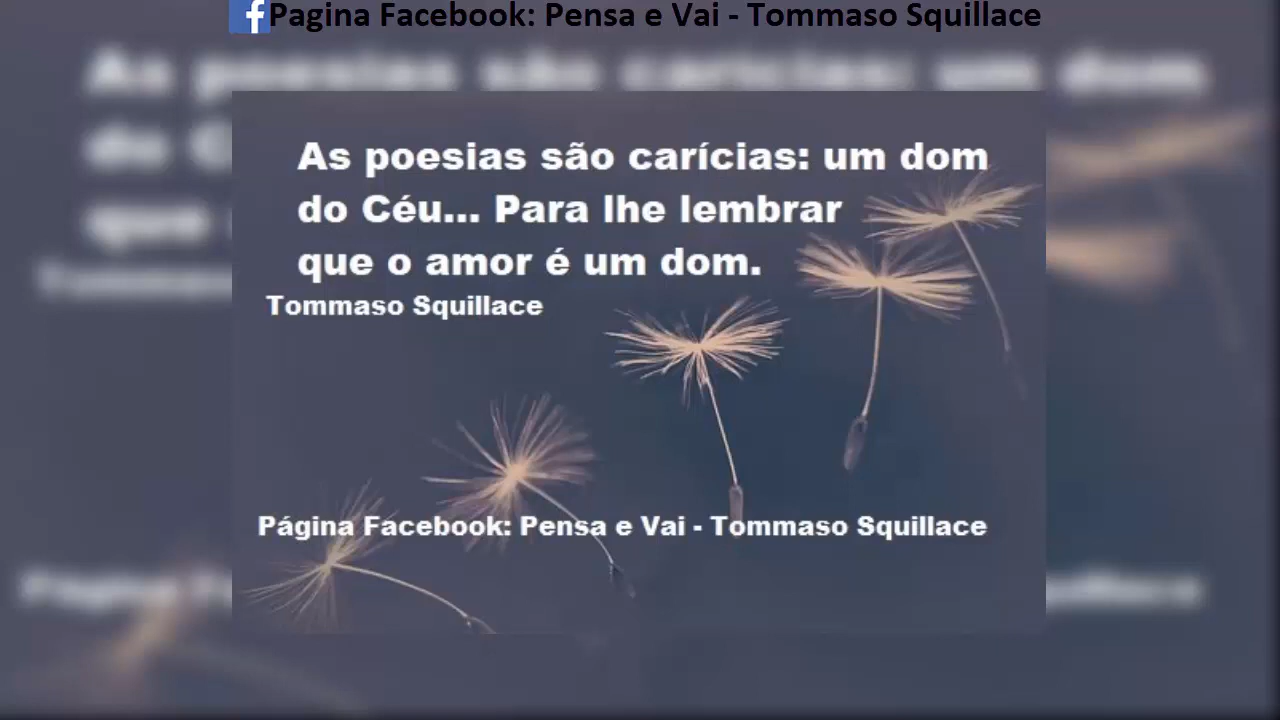 Pagina Facebook: Pensa e Vai - Tommaso Squillace
As poesias são carícias: um dom
do Céu... Para lhe lembrar
que o amor é um dom.
Tommaso Squillace
Página Facebook: Pensa e Vai - Tommaso Squillace